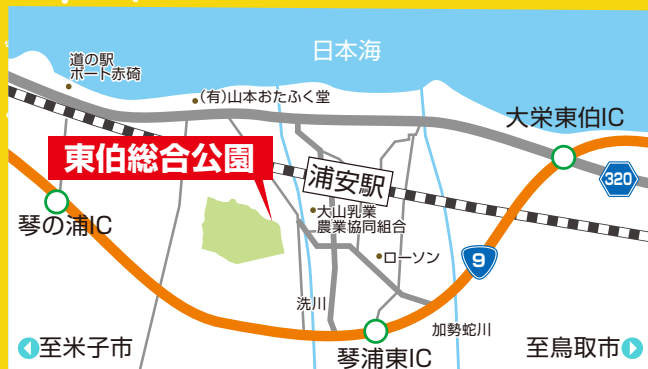 日本海
道の駅
ポート赤碕
(有)山本おたふく堂
大栄東伯IC
320
東伯総合公園
浦安駅
琴の浦IC
大山乳業
農業協同組合
ローソン
9
洗川
加勢蛇川
琴浦東IC
至米子市
至鳥取市